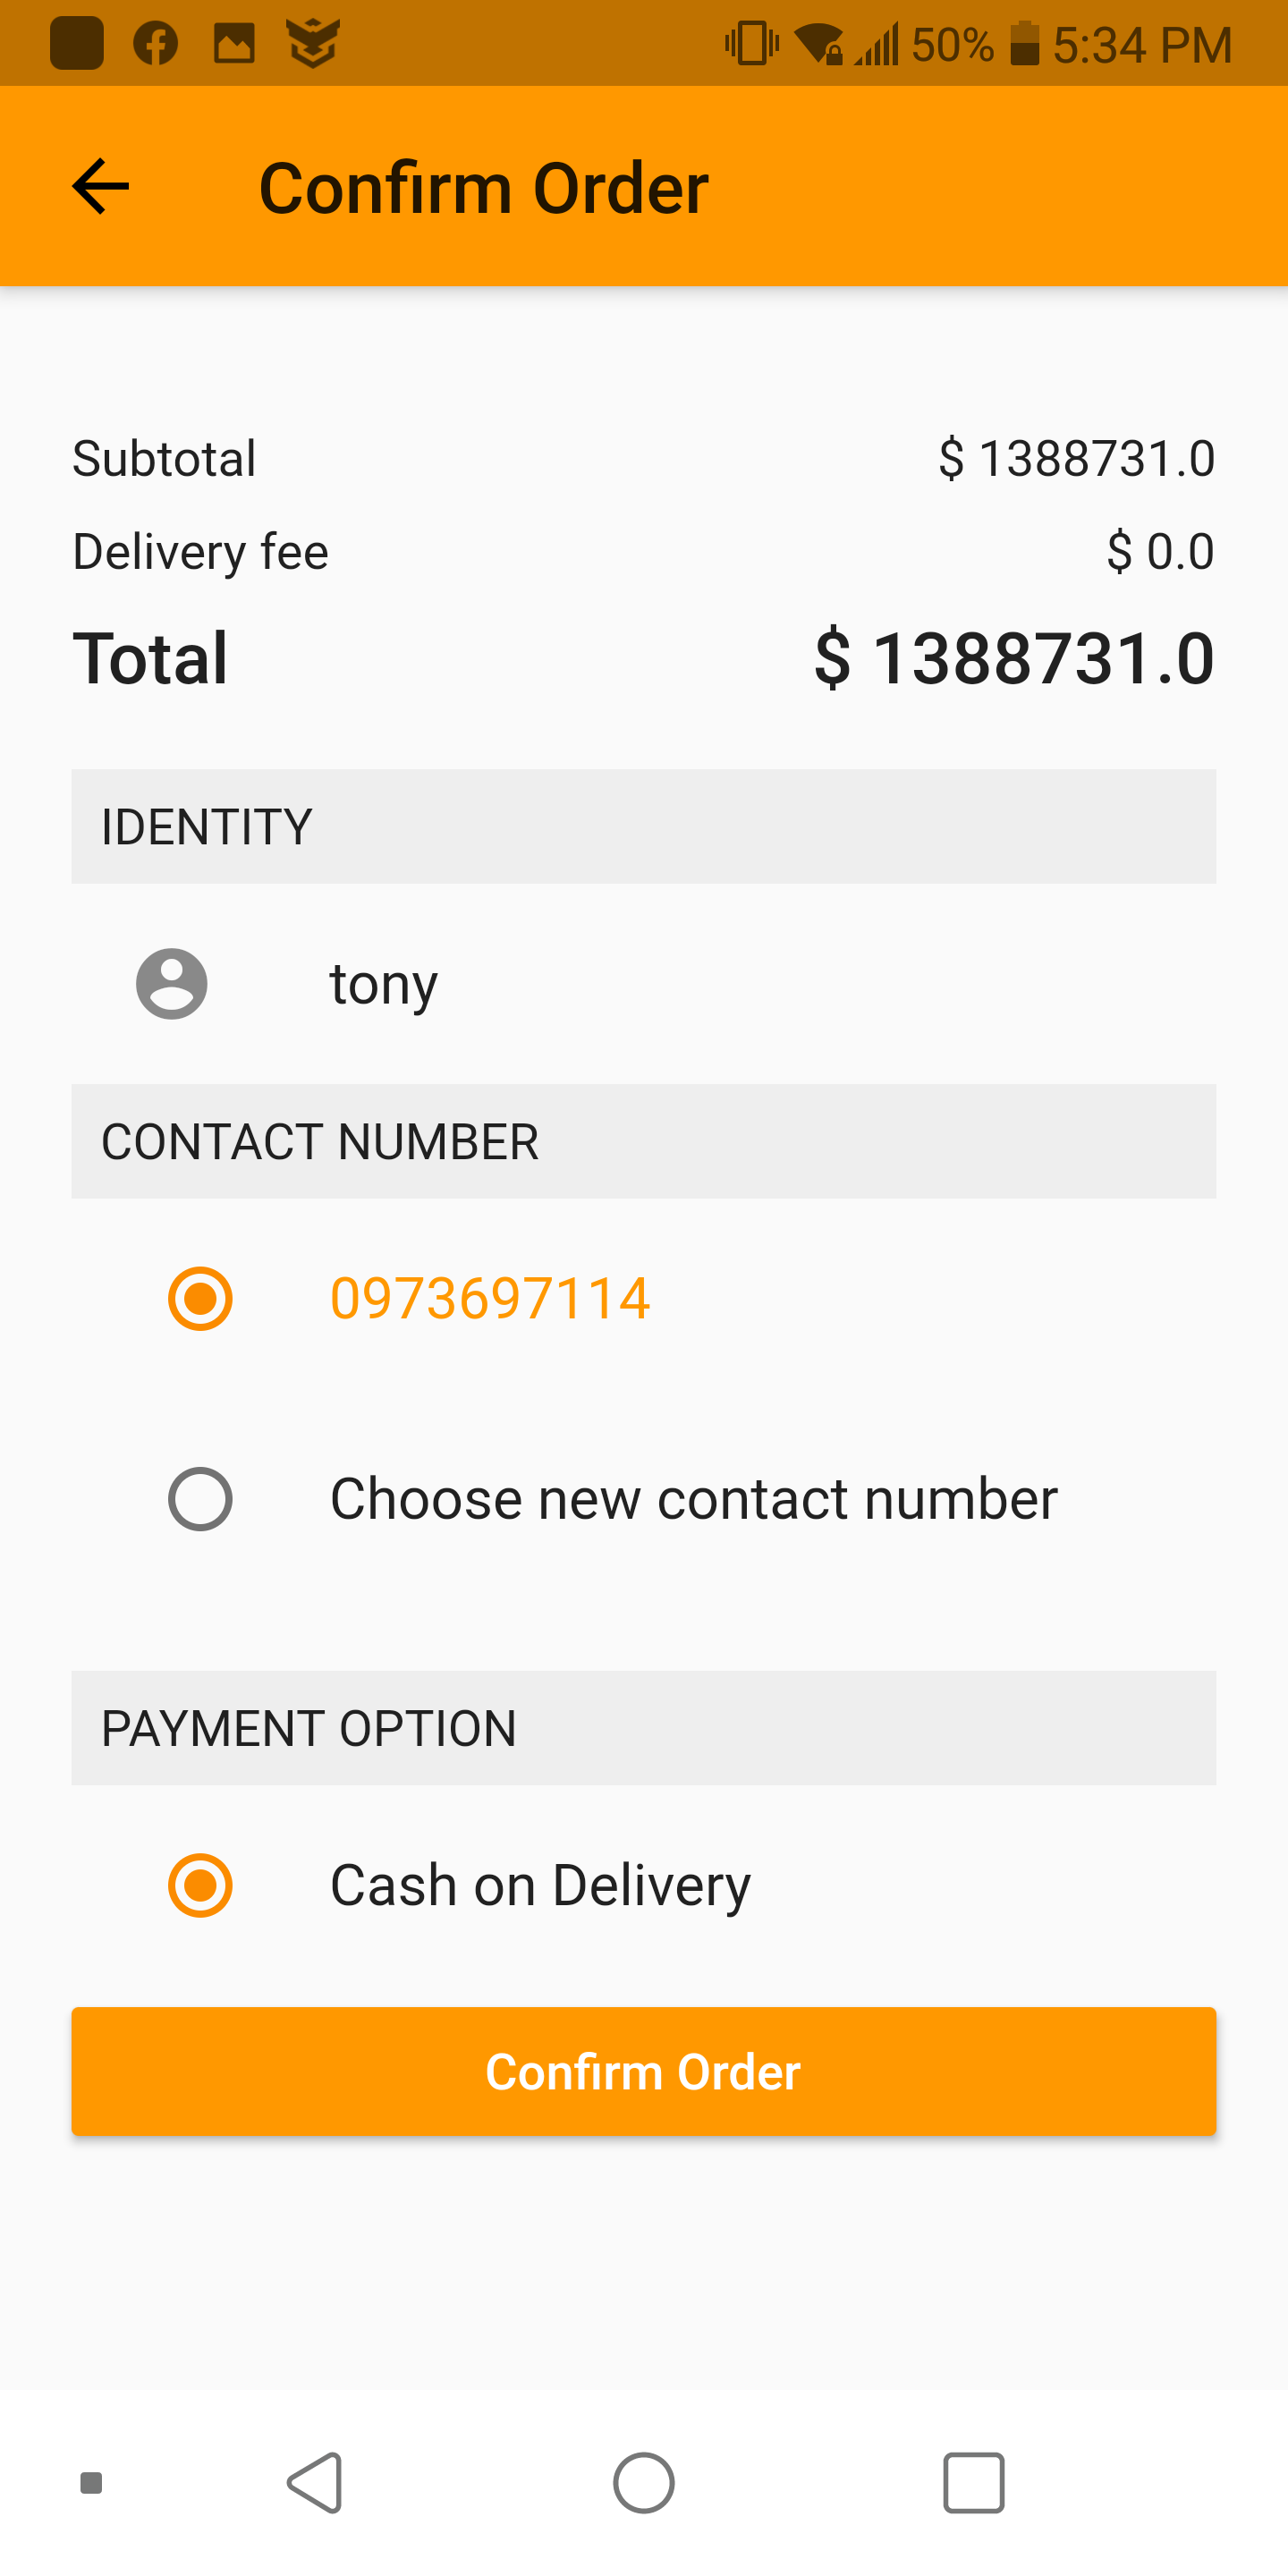 50% 5:34 PM
Confirm Order
Subtotal $ 1388731.0
Delivery fee $ 0.0
Total $ 1388731.0
IDENTITY
tony
CONTACT NUMBER
0973697114
Choose new contact number
PAYMENT OPTION
Cash on Delivery
Confirm Order